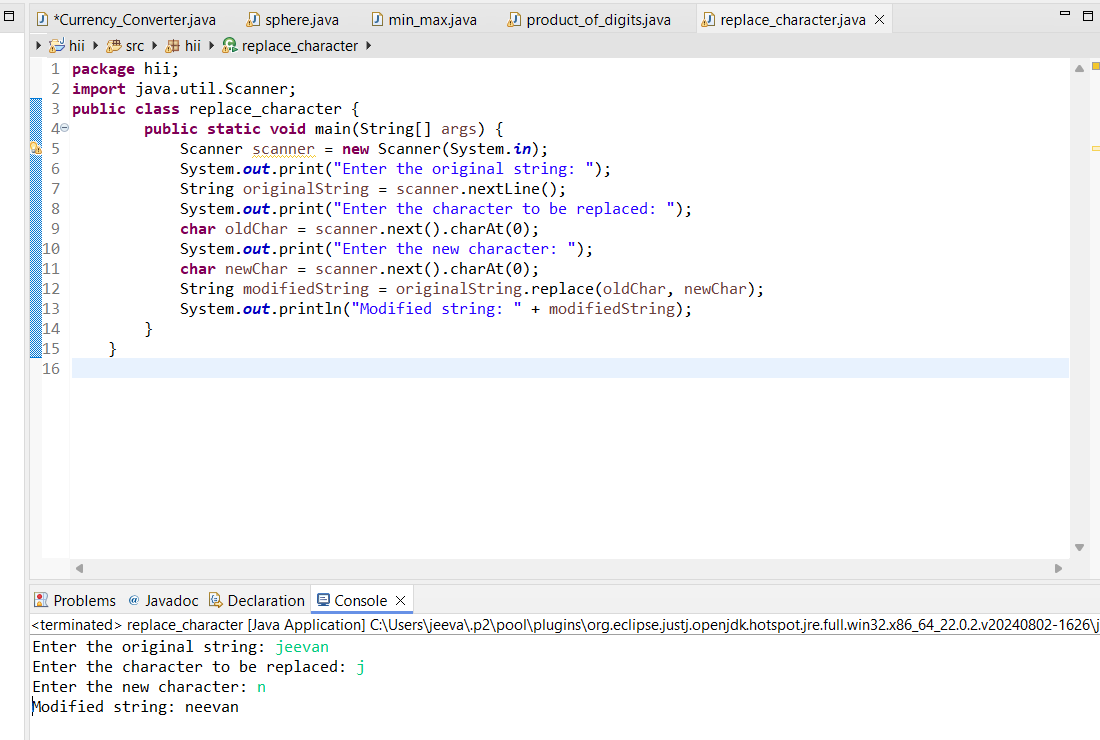 *Currency_Converter.java sphere.java min_max.java product_of_digits.java replace_character.java
hii src hii replace_character
1 package hii;
2 import java.util.Scanner;
3 public class replace_character {
4 public static void main(String[] args) {
5 Scanner scanner = new Scanner(System.in);
6 System.out.print("Enter the original string: ");
7 String originalString = scanner.nextLine();
8 System.out.print("Enter the character to be replaced: ");
9 char oldChar = scanner.next().charAt(0);
10 System.out.print("Enter the new character: ");
11 char newChar = scanner.next().charAt(0);
12 String modifiedString = originalString.replace(oldChar, newChar);
13 System.out.println("Modified string: " + modifiedString);
14 }
15 }
16
Problems @ Javadoc Declaration Console
<terminated> replace_character [Java Application] C:\Users\jeeva\.p2\pool\plugins\org.eclipse.justj.openjdk.hotspot.jre.full.win32.x86_64_22.0.2.v20240802-1626\j
Enter the original string: jeevan
Enter the character to be replaced: j
Enter the new character: n
Modified string: neevan